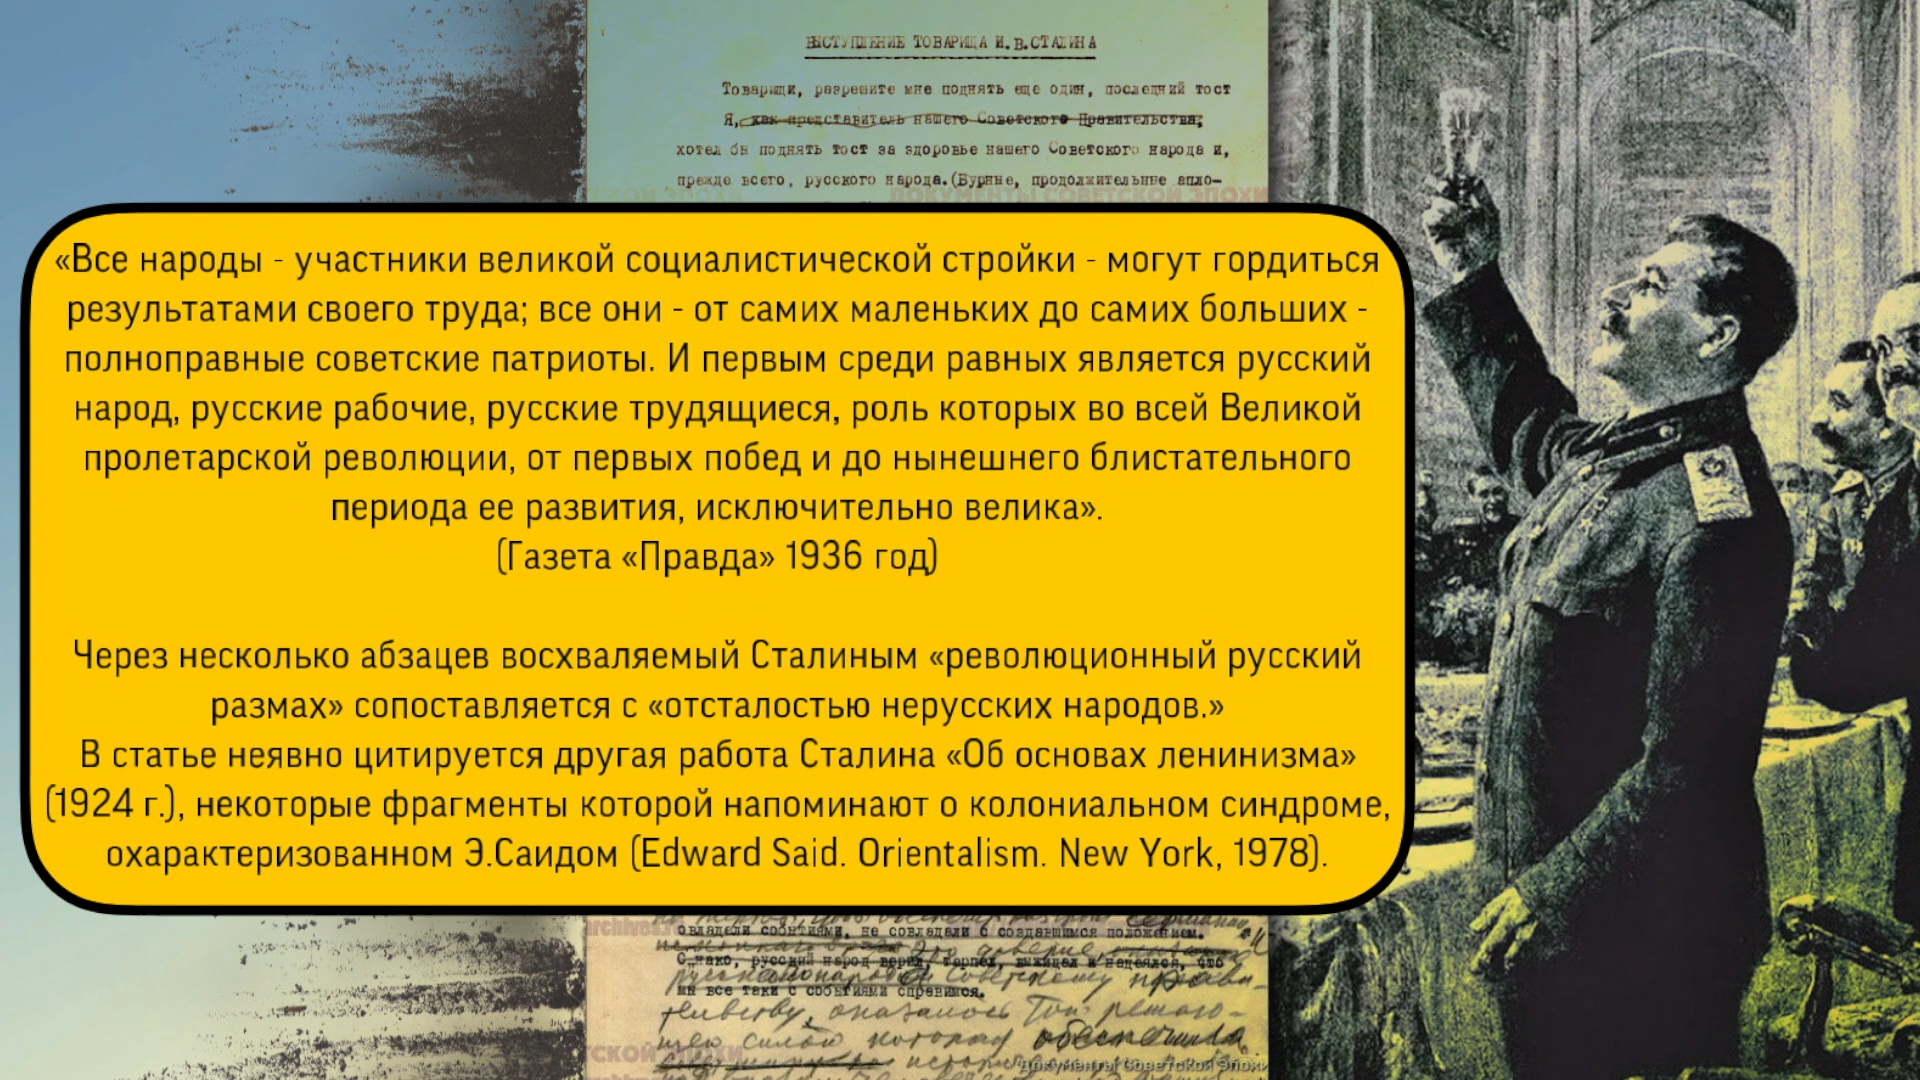 ВЫСТУПЛЕНИЕ ТОВАРИЩА И.В.СТАЛИНА
Товарищи, разрешите мне поднять еще один, последний тост
Я, как представитель нашего Советского Правительства,
хотел бы поднять тост за здоровье нашего Советского народа и,
прежде всего, русского народа.(Бурные, продолжительные апло-
ДОКУМЕНТЫ СОВЕТСКОЙ ЭПОХИ
«Все народы - участники великой социалистической стройки - могут гордиться
результатами своего труда; все они - от самих маленьких до самих больших -
полноправные советские патриоты. И первым среди равных является русский
народ, русские рабочие, русские трудящиеся, роль которых во всей Великой
пролетарской революции, от первых побед и до нынешнего блистательного
периода ее развития, исключительно велика».
(Газета «Правда» 1936 год)
Через несколько абзацев восхваляемый Сталиным «революционный русский
размах» сопоставляется с «отсталостью нерусских народов.»
В статье неявно цитируется другая работа Сталина «Об основах ленинизма»
(1924 г.), некоторые фрагменты которой напоминают о колониальном синдроме,
охарактеризованном Э.Саидом (Edward Said. Orientalism. New York, 1978).
овладели событиями, не совладали с создавшимся положением.
Однако, русский народ верил, терпел, выжидал и надеялся, что
мы все таки с событиями справимся.
Документы Советской Эпохи